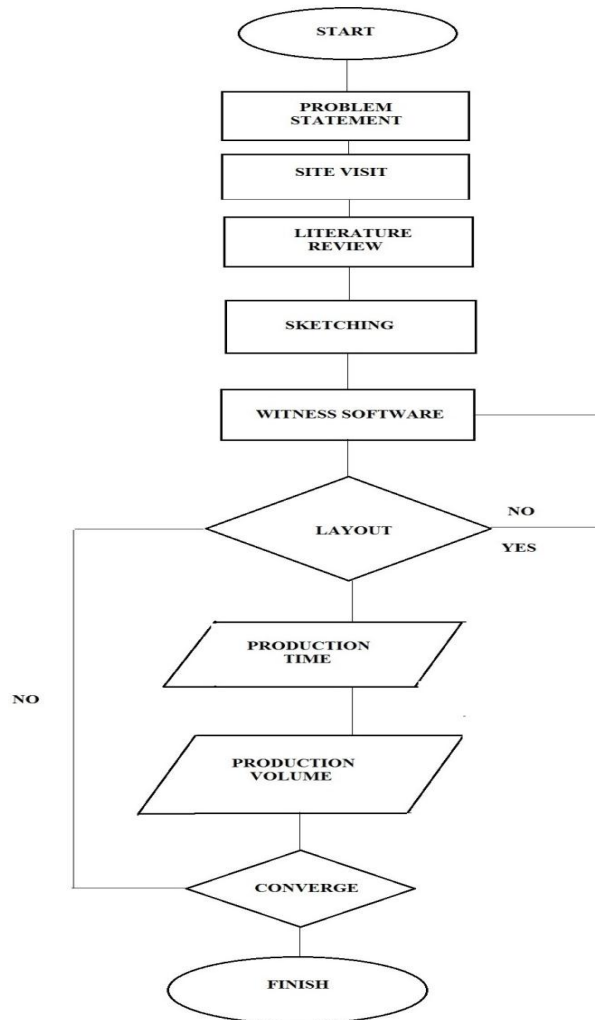 START
PROBLEM
STATEMENT
SITE VISIT
LITERATURE
REVIEW
SKETCHING
WITNESS SOFTWARE
LAYOUT
NO
YES
PRODUCTION
TIME
NO
PRODUCTION
VOLUME
CONVERGE
FINISH